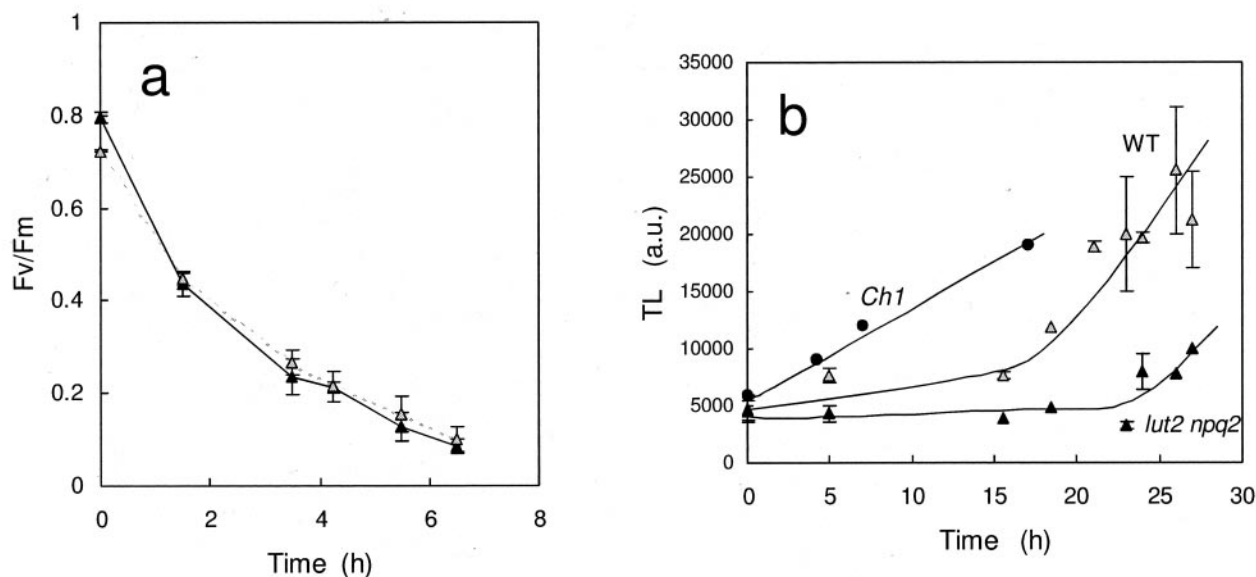 a
1
0.8
0.6
0.4
0.2
0
Fv/Fm
0 2 4 6 8
Time (h)
b
35000
30000
25000
20000
15000
10000
5000
0
TL (a.u.)
WT
Ch1
lut2 npq2
0 5 10 15 20 25 30
Time (h)